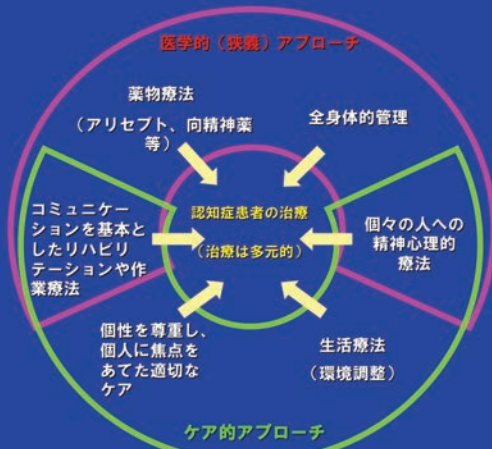 医学的（狭義）アプローチ
薬物療法
（アリセプト、向精神薬
等）
全身体的管理
コミュニケー
ションを基本と
したリハビリ
テーションや作
業療法
認知症患者の治療
（治療は多元的）
個々の人への
精神心理的
療法
個性を尊重し、
個人に焦点を
あてた適切な
ケア
生活療法
（環境調整）
ケア的アプローチ